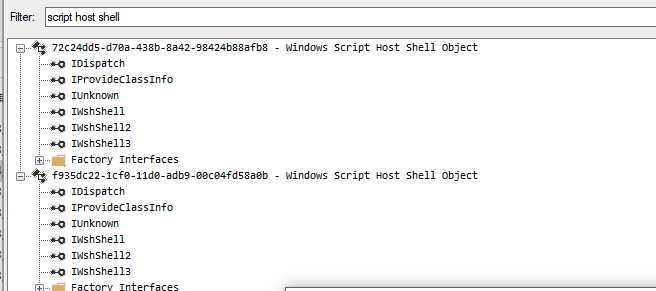 Filter: script host shell
72c24dd5-d70a-438b-8a42-98424b88afb8 - Windows Script Host Shell Object
IDispatch
IProvideClassInfo
IUnknown
IWshShell
IWshShell2
IWshShell3
Factory Interfaces
f935dc22-1cf0-11d0-adb9-00c04fd58a0b - Windows Script Host Shell Object
IDispatch
IProvideClassInfo
IUnknown
IWshShell
IWshShell2
IWshShell3
Factory Interfaces